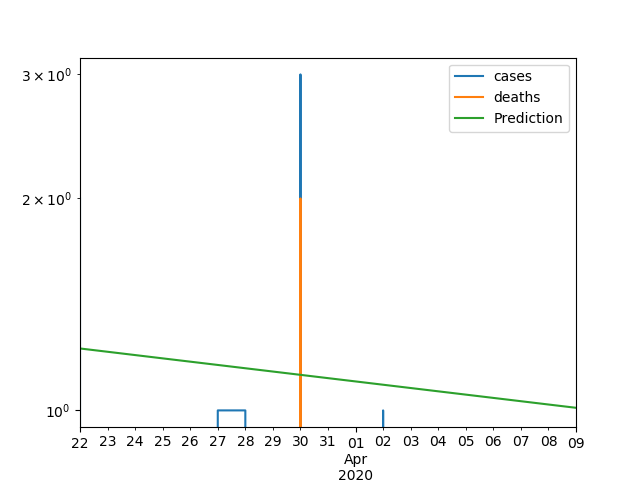 3 × 10⁰
2 × 10⁰
10⁰
cases
deaths
Prediction
22 23 24 25 26 27 28 29 30 31 01 02 03 04 05 06 07 08 09
Apr
2020